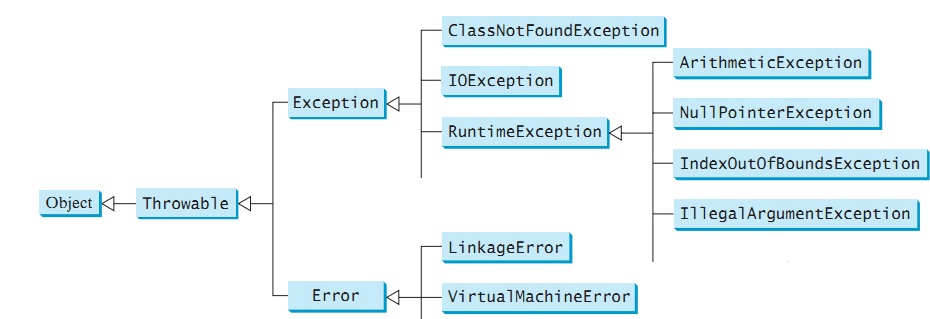 ClassNotFoundException
ArithmeticException
IOException
Exception
NullPointerException
RuntimeException
IndexOutOfBoundsException
Object
Throwable
IllegalArgumentException
LinkageError
Error
VirtualMachineError